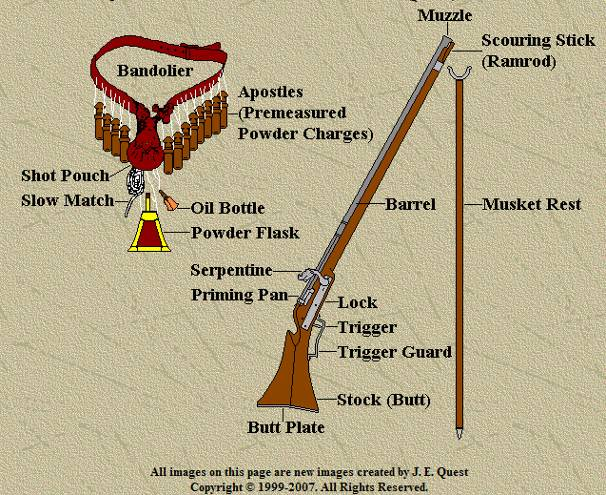 Muzzle
Scouring Stick
(Ramrod)
Bandolier
Apostles
(Premeasured
Powder Charges)
Shot Pouch
Slow Match
Oil Bottle
Powder Flask
Barrel
Musket Rest
Serpentine
Priming Pan
Lock
Trigger
Trigger Guard
Stock (Butt)
Butt Plate
All images on this page are new images created by J. E. Quest
Copyright © 1999-2007. All Rights Reserved.